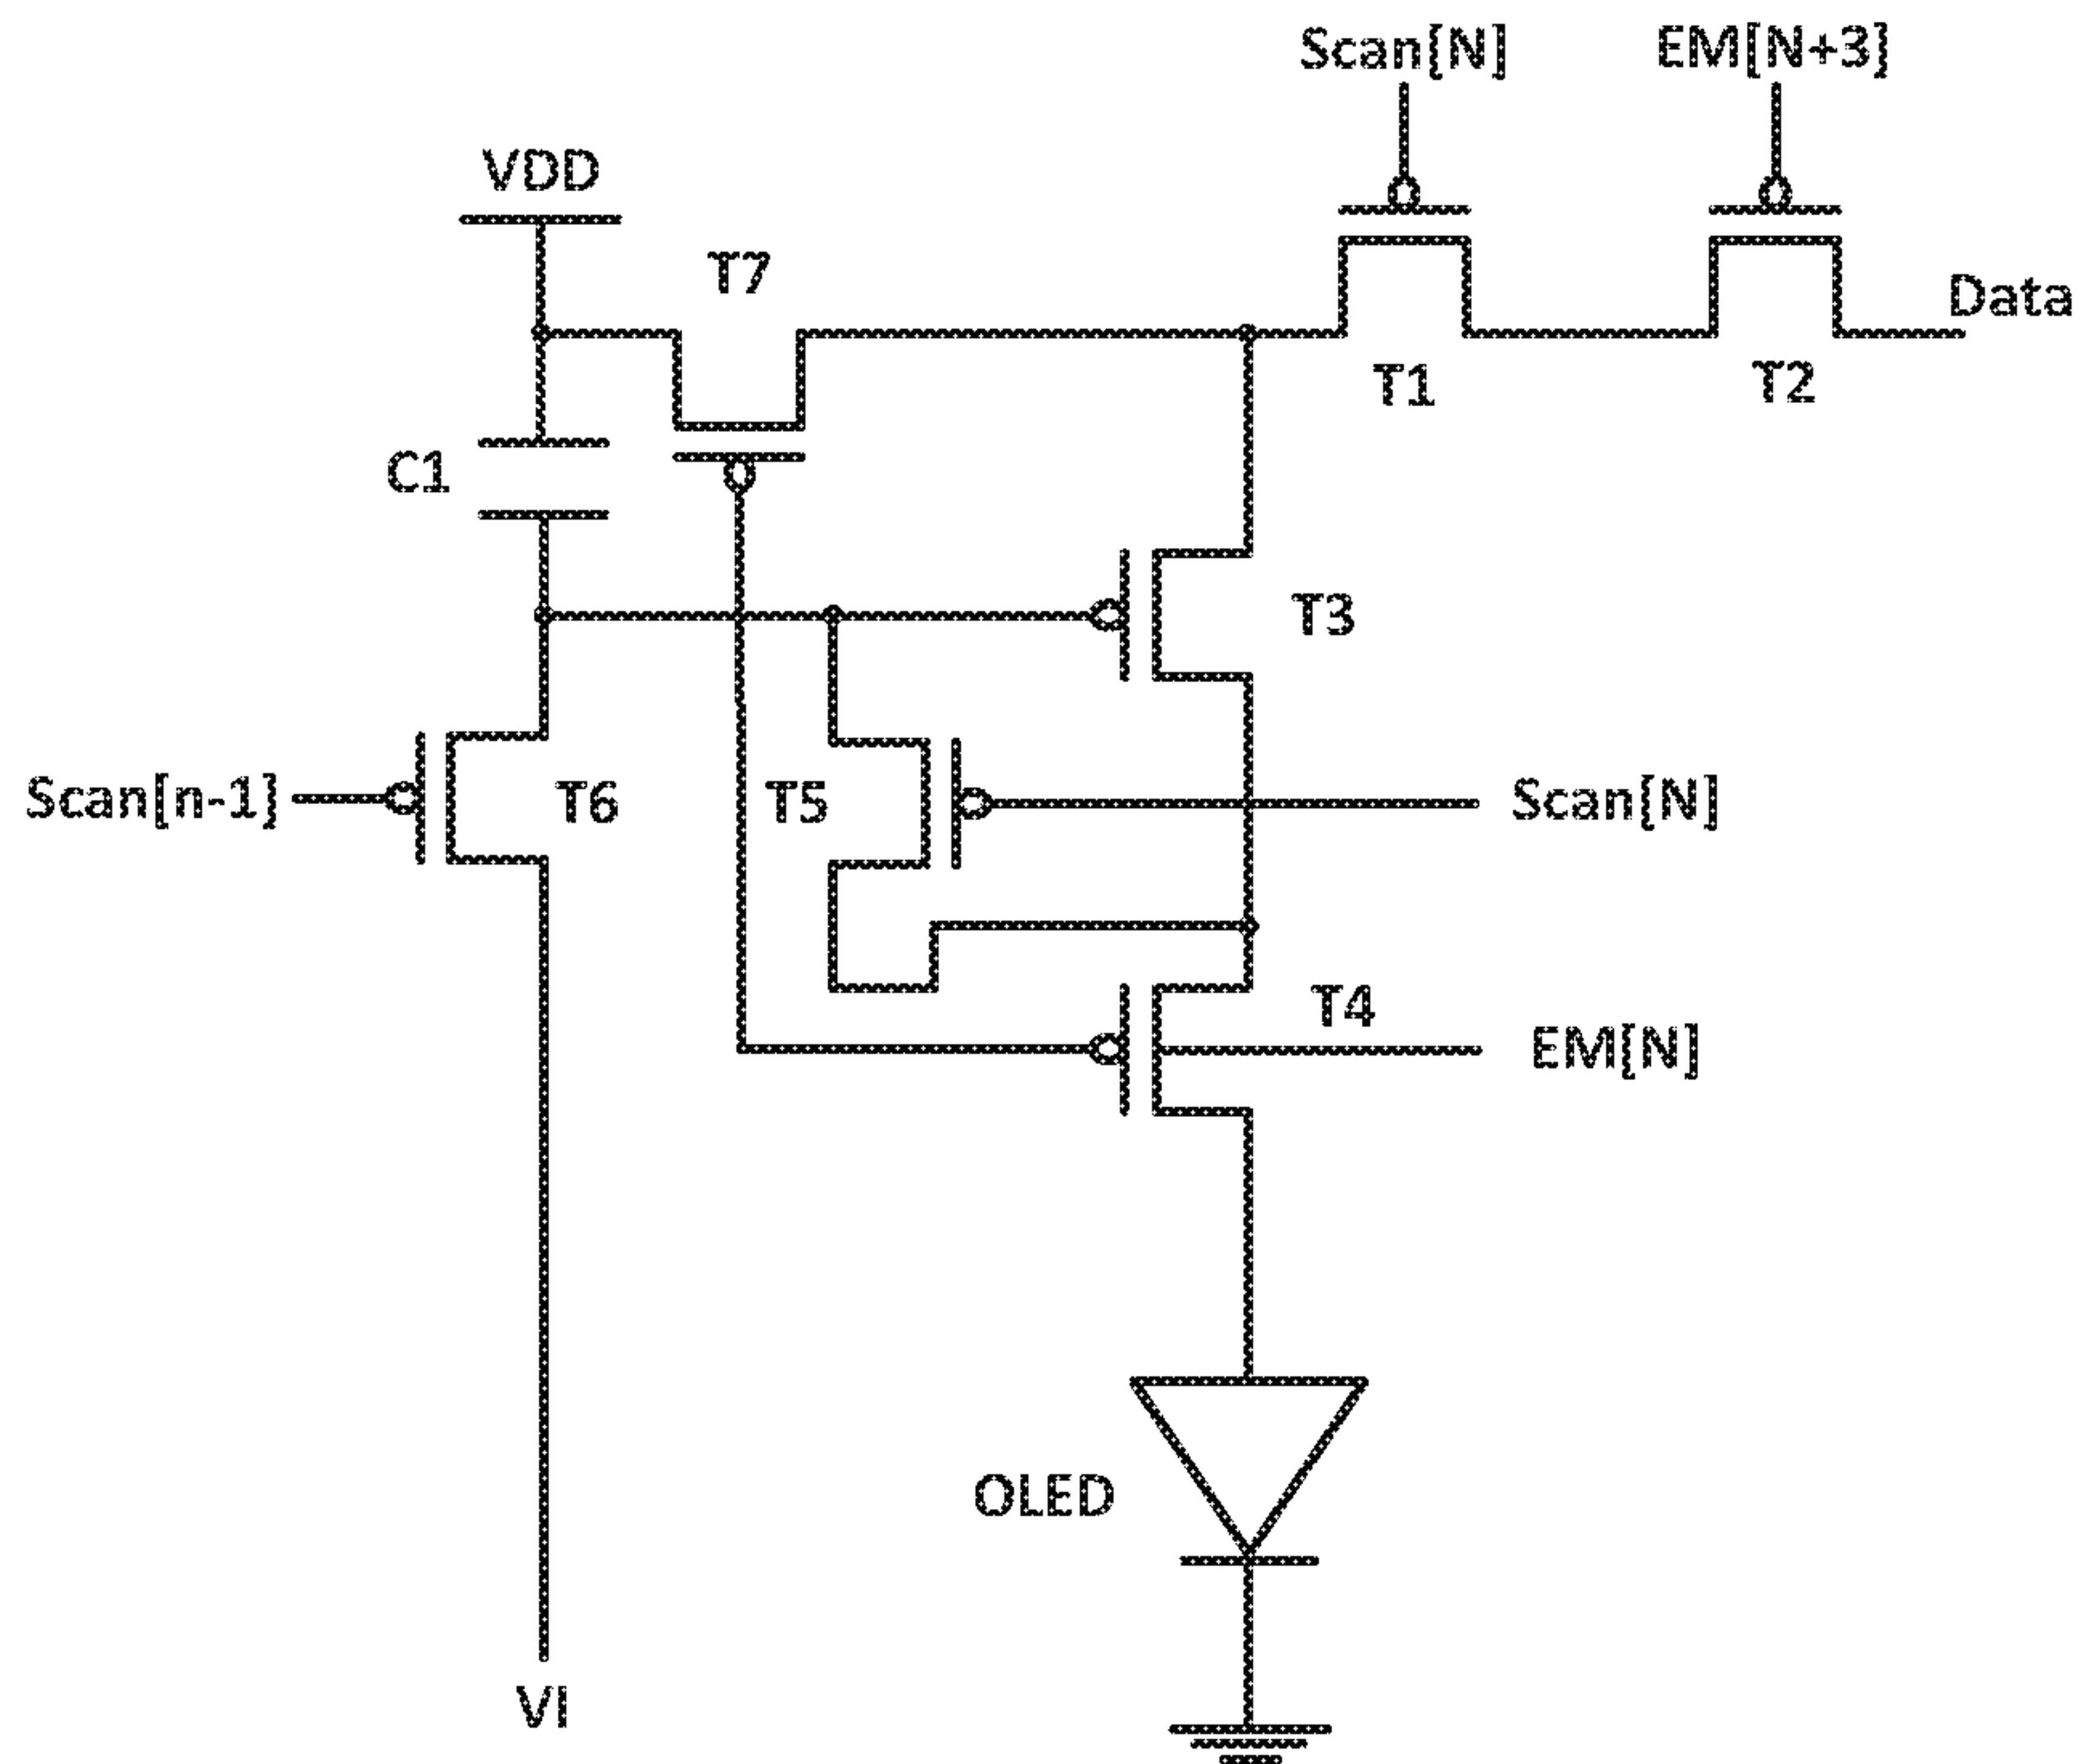 Scan[N]
EM[N+3]
VDD
T7
Data
T1
T2
C1
T3
Scan[n-1]
T6
T5
Scan[N]
T4
EM[N]
OLED
VI